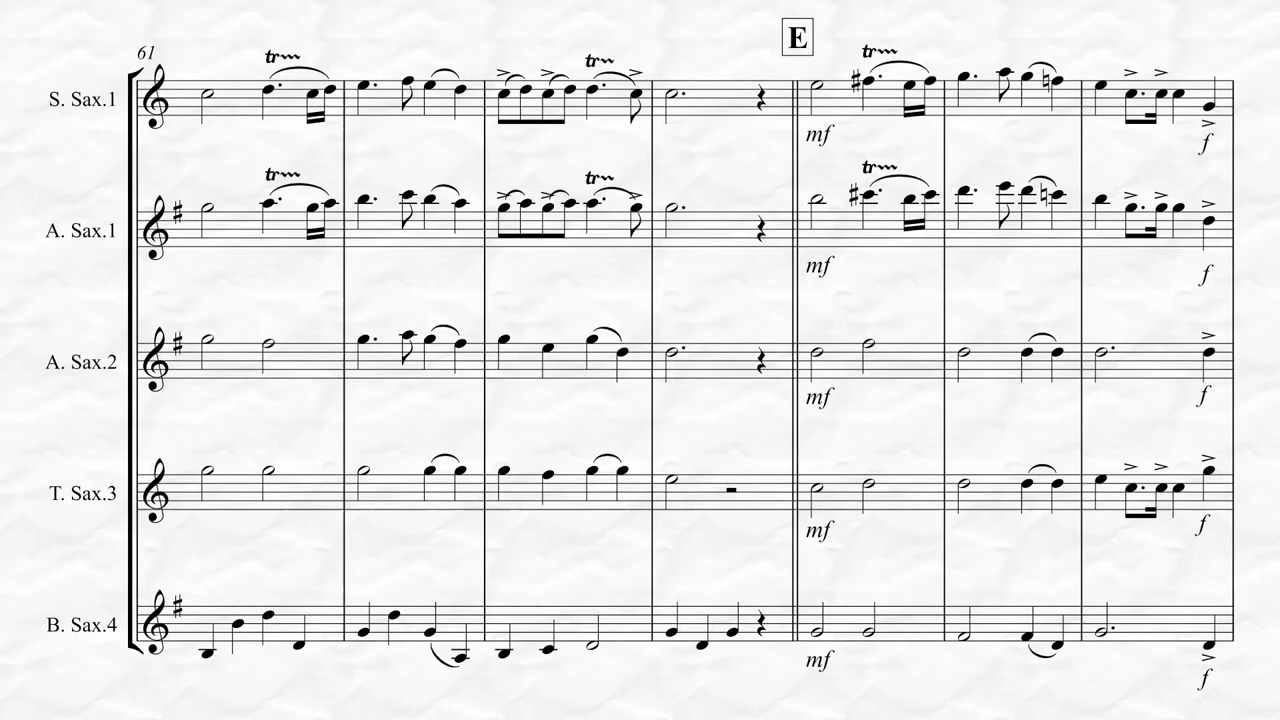 E
61
tr tr tr
S. Sax.1
mf f
tr tr tr
A. Sax.1
mf f
A. Sax.2
mf f
T. Sax.3
mf f
B. Sax.4
mf f